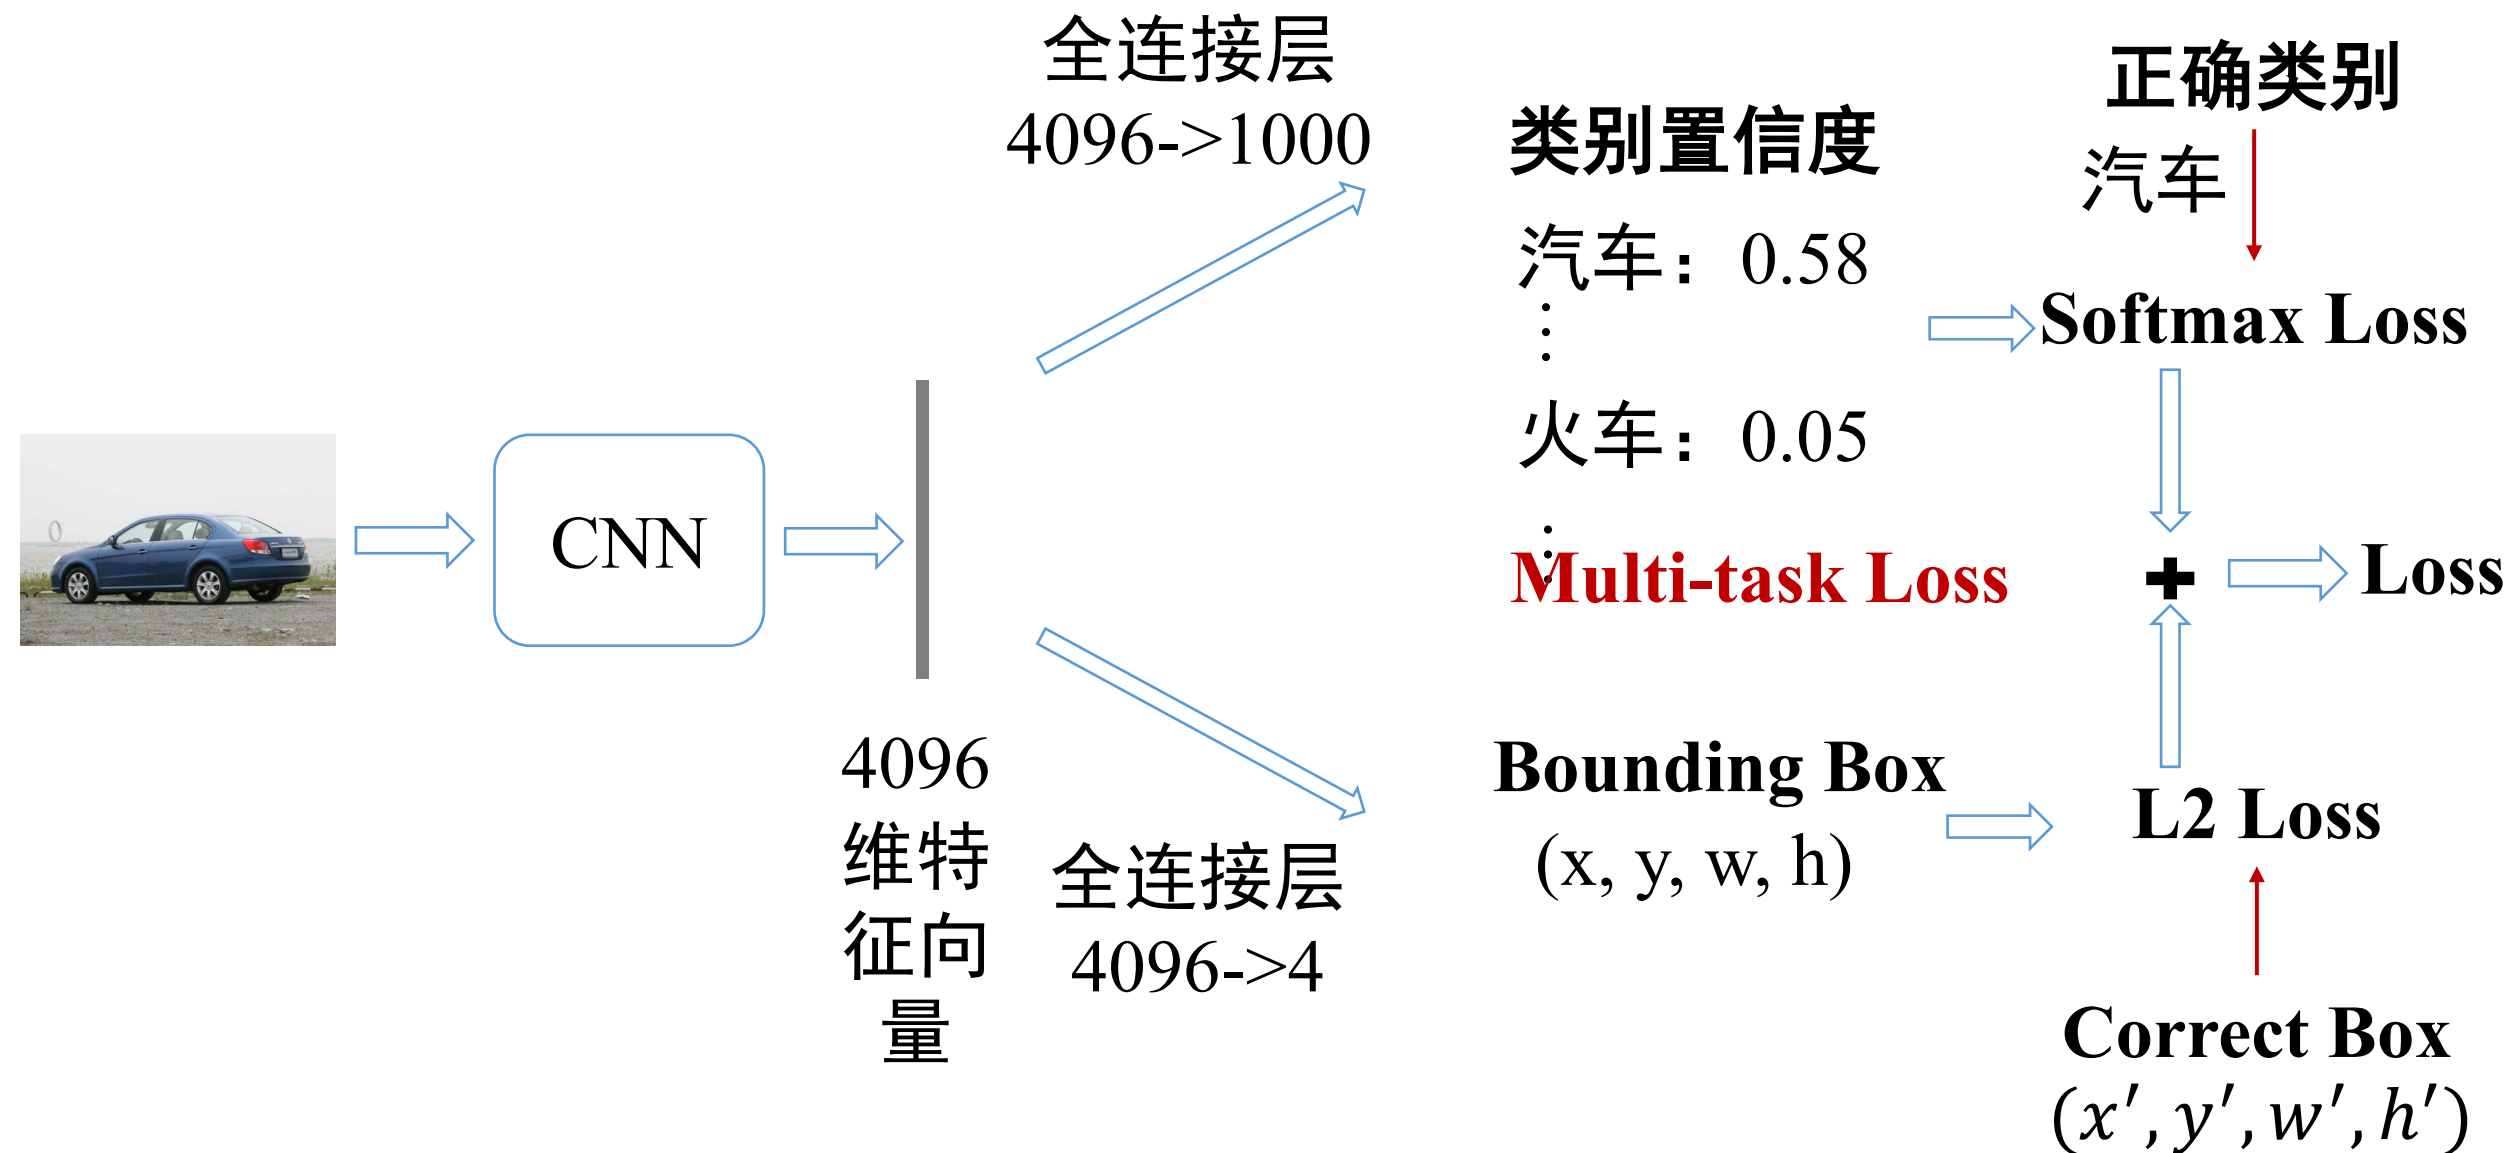 全连接层
4096->1000
类别置信度
汽车：0.58
火车：0.05
正确类别
汽车
Softmax Loss
CNN
Multi-task Loss
+
Loss
4096
维特
征向
量
全连接层
4096->4
Bounding Box
(x, y, w, h)
L2 Loss
Correct Box
(x′, y′, w′, h′)